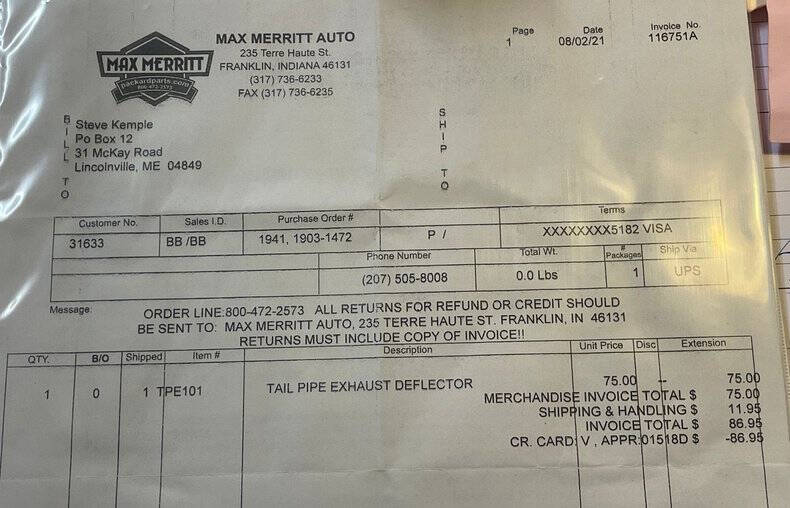 MAX MERRITT
packardparts.com
800-472-2573
MAX MERRITT AUTO
235 Terre Haute St.
FRANKLIN, INDIANA 46131
(317) 736-6233
FAX (317) 736-6235
Page Date Invoice No.
1 08/02/21 116751A
BILL TO
Steve Kemple
Po Box 12
31 McKay Road
Lincolnville, ME 04849
SHIP TO
Customer No. Sales I.D. Purchase Order # Terms
31633 BB /BB 1941, 1903-1472 P / XXXXXXXX5182 VISA
Phone Number Total Wt. # Packages Ship Via
(207) 505-8008 0.0 Lbs 1 UPS
Message: ORDER LINE:800-472-2573 ALL RETURNS FOR REFUND OR CREDIT SHOULD
BE SENT TO: MAX MERRITT AUTO, 235 TERRE HAUTE ST. FRANKLIN, IN 46131
RETURNS MUST INCLUDE COPY OF INVOICE!!
QTY. B/O Shipped Item # Description Unit Price Disc Extension
1 0 1 TPE101 TAIL PIPE EXHAUST DEFLECTOR 75.00 -- 75.00
MERCHANDISE INVOICE TOTAL $ 75.00
SHIPPING & HANDLING $ 11.95
INVOICE TOTAL $ 86.95
CR. CARD: V , APPR:01518D $ -86.95